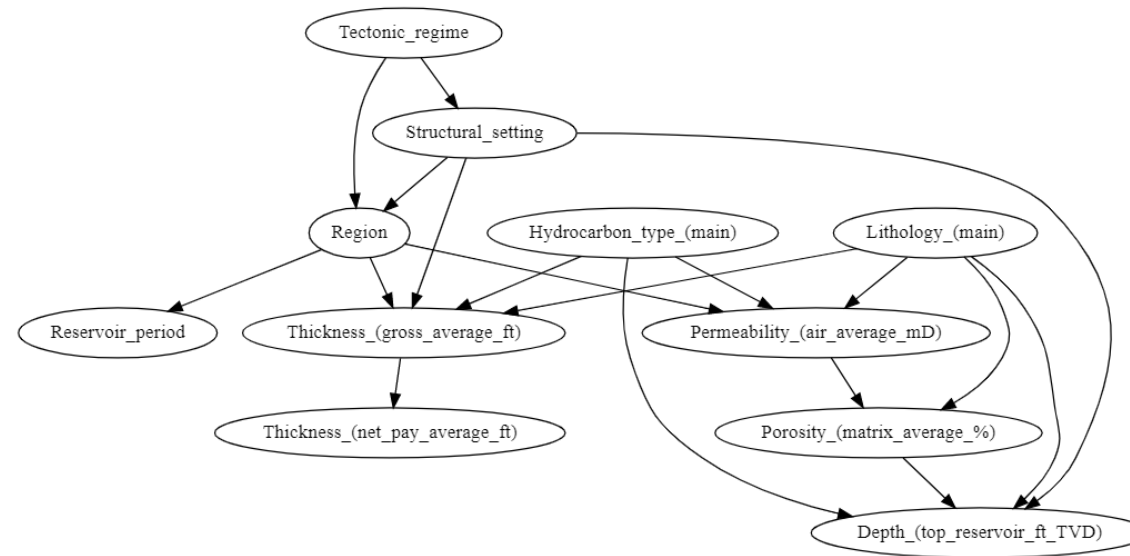 Tectonic_regime
Structural_setting
Region
Hydrocarbon_type_(main)
Lithology_(main)
Reservoir_period
Thickness_(gross_average_ft)
Permeability_(air_average_mD)
Thickness_(net_pay_average_ft)
Porosity_(matrix_average_%)
Depth_(top_reservoir_ft_TVD)